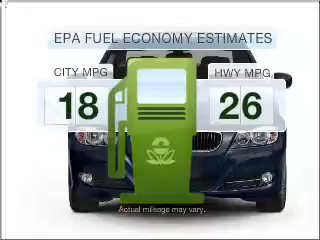 EPA FUEL ECONOMY ESTIMATES
CITY MPG
HWY MPG
18
26
Actual mileage may vary.